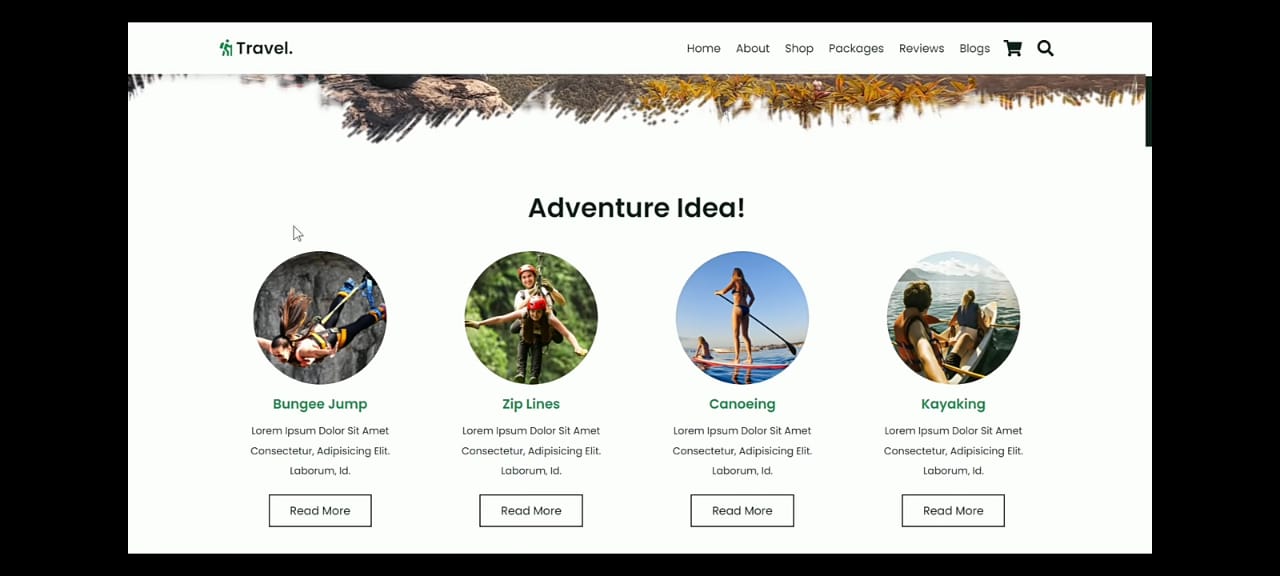 Travel.
Home About Shop Packages Reviews Blogs
Adventure Idea!
Bungee Jump
Lorem Ipsum Dolor Sit Amet
Consectetur, Adipisicing Elit.
Laborum, Id.
Read More
Zip Lines
Lorem Ipsum Dolor Sit Amet
Consectetur, Adipisicing Elit.
Laborum, Id.
Read More
Canoeing
Lorem Ipsum Dolor Sit Amet
Consectetur, Adipisicing Elit.
Laborum, Id.
Read More
Kayaking
Lorem Ipsum Dolor Sit Amet
Consectetur, Adipisicing Elit.
Laborum, Id.
Read More